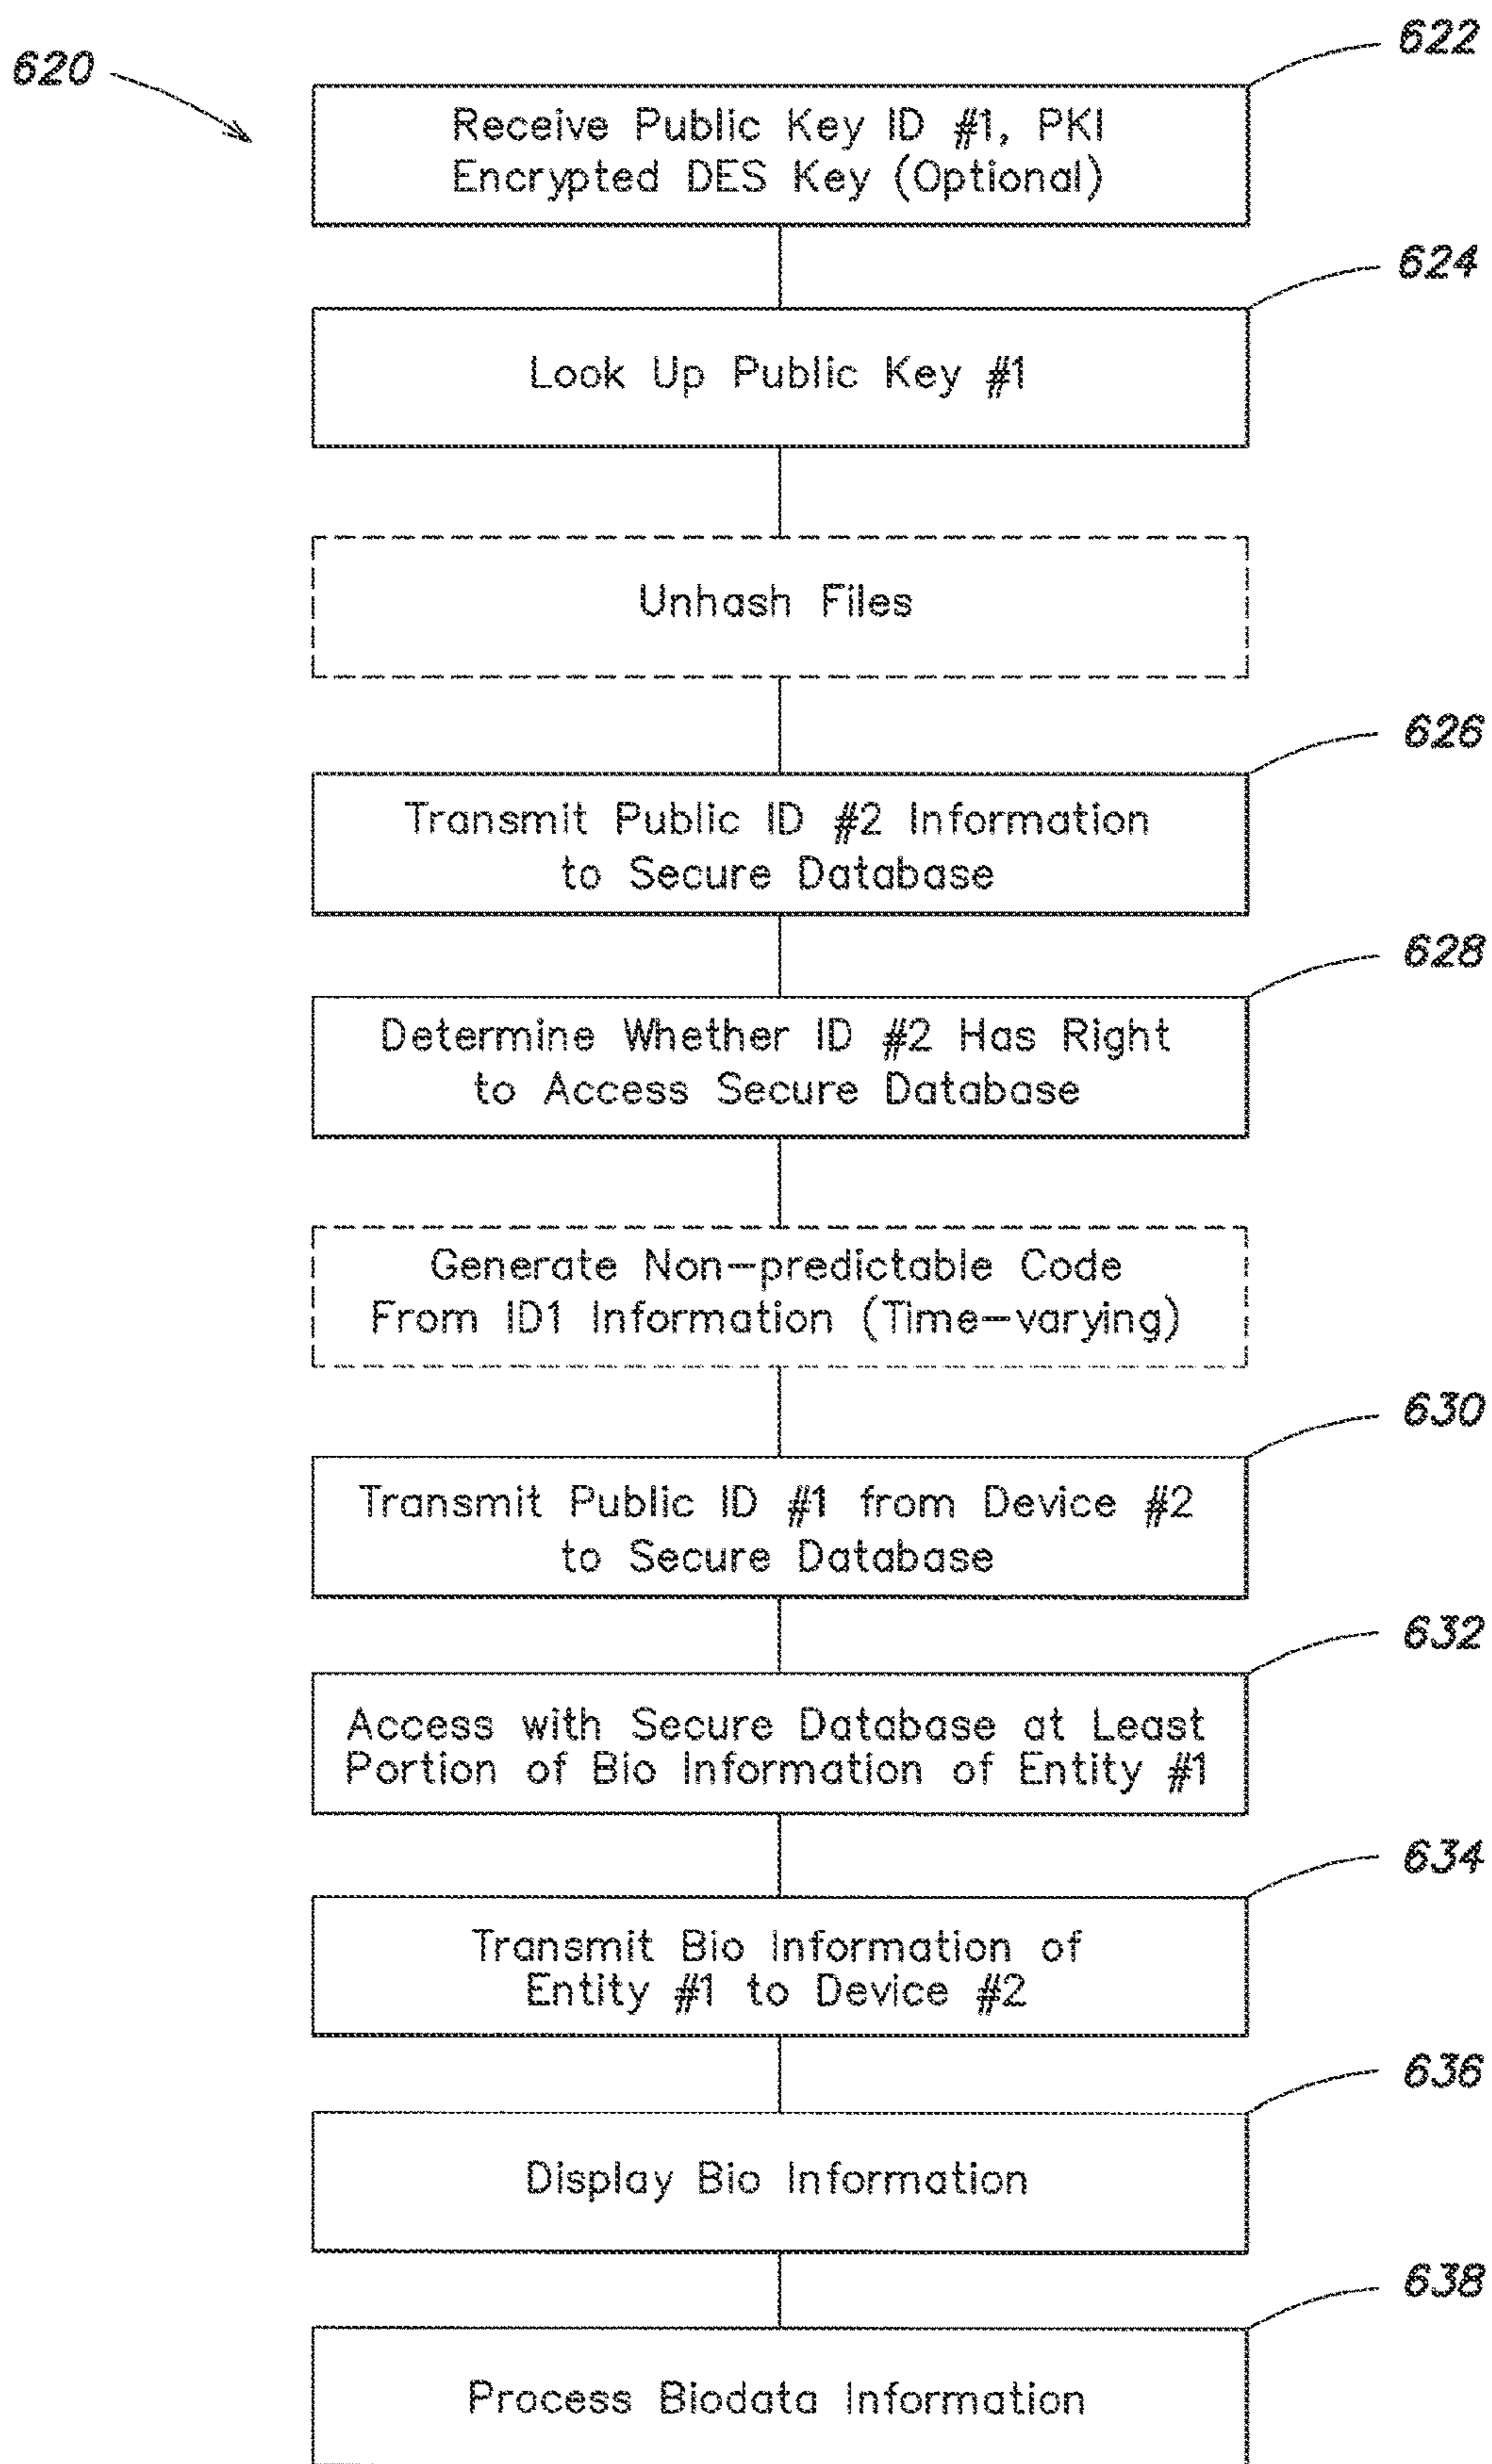 620
622
Receive Public Key ID #1, PKI
Encrypted DES Key (Optional)
624
Look Up Public Key #1
Unhash Files
626
Transmit Public ID #2 Information
to Secure Database
628
Determine Whether ID #2 Has Right
to Access Secure Database
Generate Non-predictable Code
From ID1 Information (Time-varying)
630
Transmit Public ID #1 from Device #2
to Secure Database
632
Access with Secure Database at Least
Portion of Bio Information of Entity #1
634
Transmit Bio Information of
Entity #1 to Device #2
636
Display Bio Information
638
Process Biodata Information